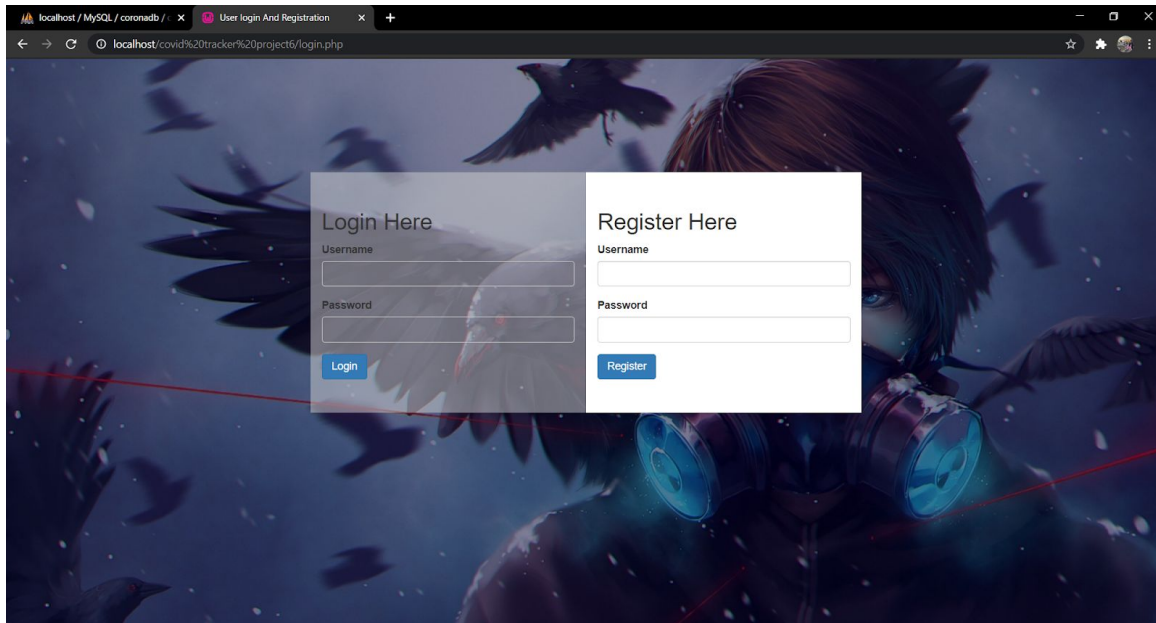 localhost / MySQL / coronadb /
User login And Registration
localhost/covid%20tracker%20project6/login.php
Login Here
Username
Password
Login
Register Here
Username
Password
Register